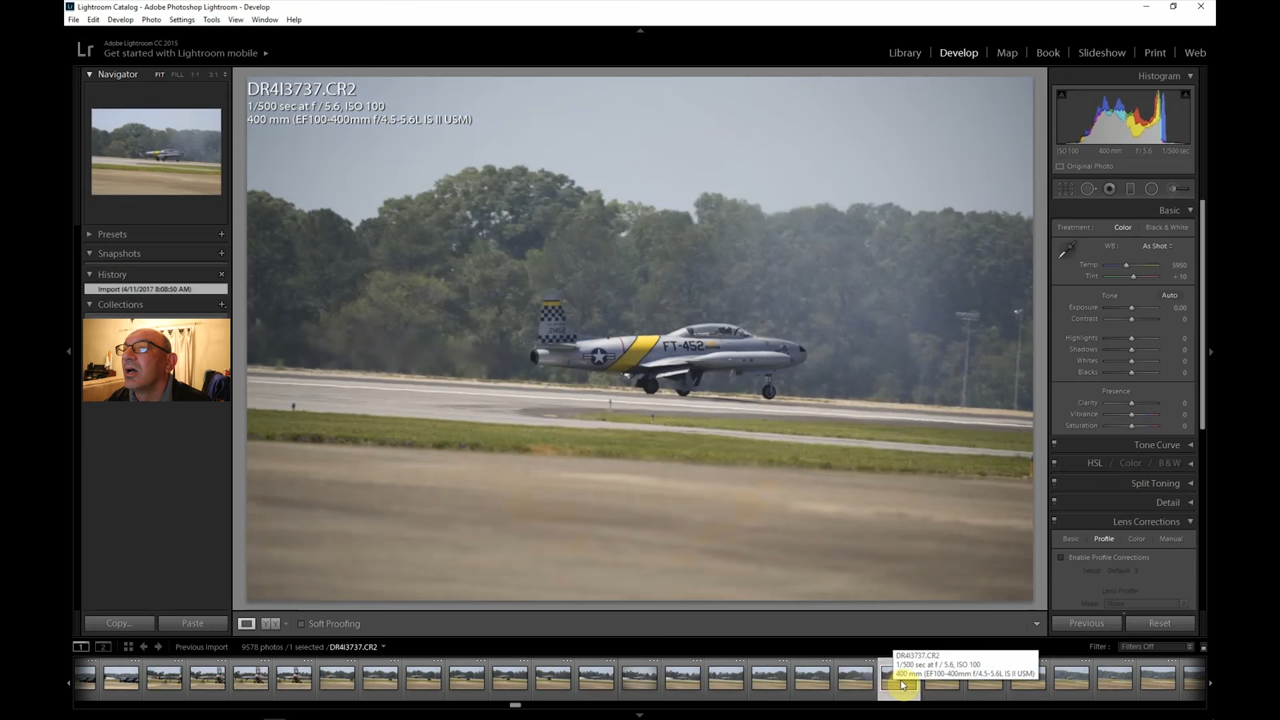 Lightroom Catalog - Adobe Photoshop Lightroom - Develop
File Edit Develop Photo Settings Tools View Window Help
Lr
Adobe Lightroom CC 2015
Get started with Lightroom mobile
Library | Develop | Map | Book | Slideshow | Print | Web
Navigator FIT FILL 1:1 3:1
Presets
Snapshots
History
Import (4/11/2017 8:08:50 AM)
Collections
Copy... Paste
DR4I3737.CR2
1/500 sec at f / 5.6, ISO 100
400 mm (EF100-400mm f/4.5-5.6L IS II USM)
FT-452
Histogram
ISO 100 400 mm f / 5.6 1/500 sec
Original Photo
Basic
Treatment: Color Black & White
WB: As Shot
Temp 5950
Tint + 10
Tone Auto
Exposure 0.00
Contrast 0
Highlights 0
Shadows 0
Whites 0
Blacks 0
Presence
Clarity 0
Vibrance 0
Saturation 0
Tone Curve
HSL / Color / B & W
Split Toning
Detail
Lens Corrections
Basic Profile Color Manual
Enable Profile Corrections
Setup Default
Lens Profile
Make
Previous Reset
Y Y Soft Proofing
1 2 Previous Import 9578 photos / 1 selected / DR4I3737.CR2 Filter : Filters Off
DR4I3737.CR2
1/500 sec at f / 5.6, ISO 100
400 mm (EF100-400mm f/4.5-5.6L IS II USM)